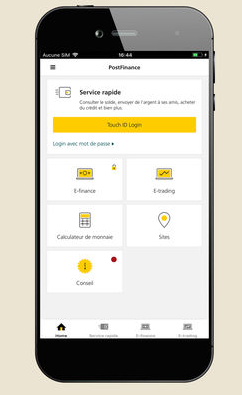 Aucune SIM 16:44
PostFinance
Service rapide
Consulter le solde, envoyer de l'argent à ses amis, acheter
du crédit et bien plus.
Touch ID Login
Login avec mot de passe
E-finance
E-trading
Calculateur de monnaie
Sites
Conseil
Home Service rapide E-finance E-trading